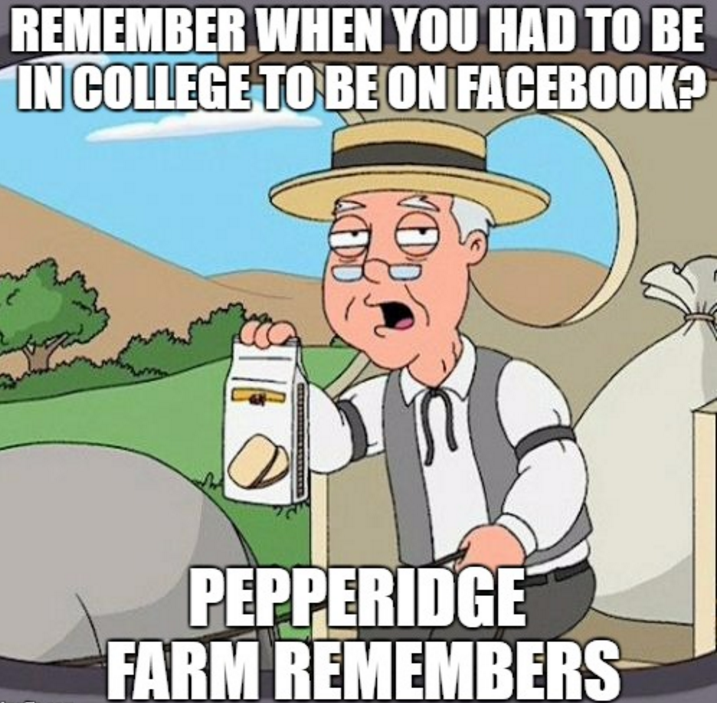 REMEMBER WHEN YOU HAD TO BE
IN COLLEGE TO BE ON FACEBOOK?
PEPPERIDGE
FARM REMEMBERS